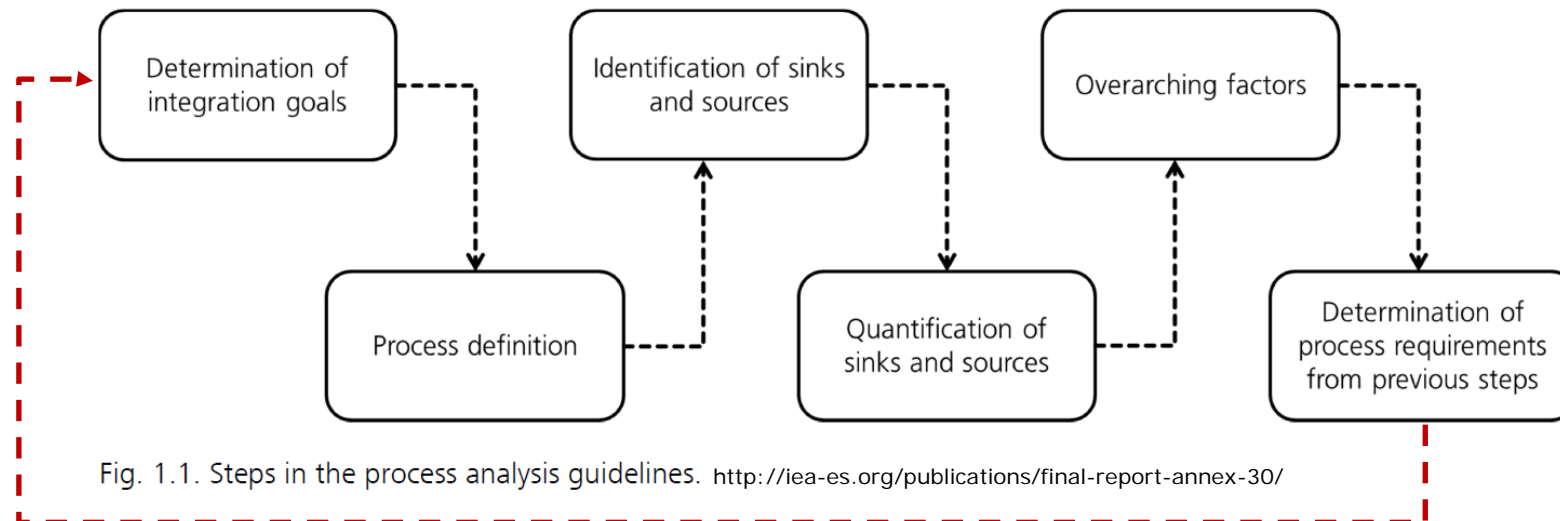 Determination of
integration goals
Process definition
Identification of sinks
and sources
Quantification of
sinks and sources
Overarching factors
Determination of
process requirements
from previous steps
Fig. 1.1. Steps in the process analysis guidelines. http://iea-es.org/publications/final-report-annex-30/